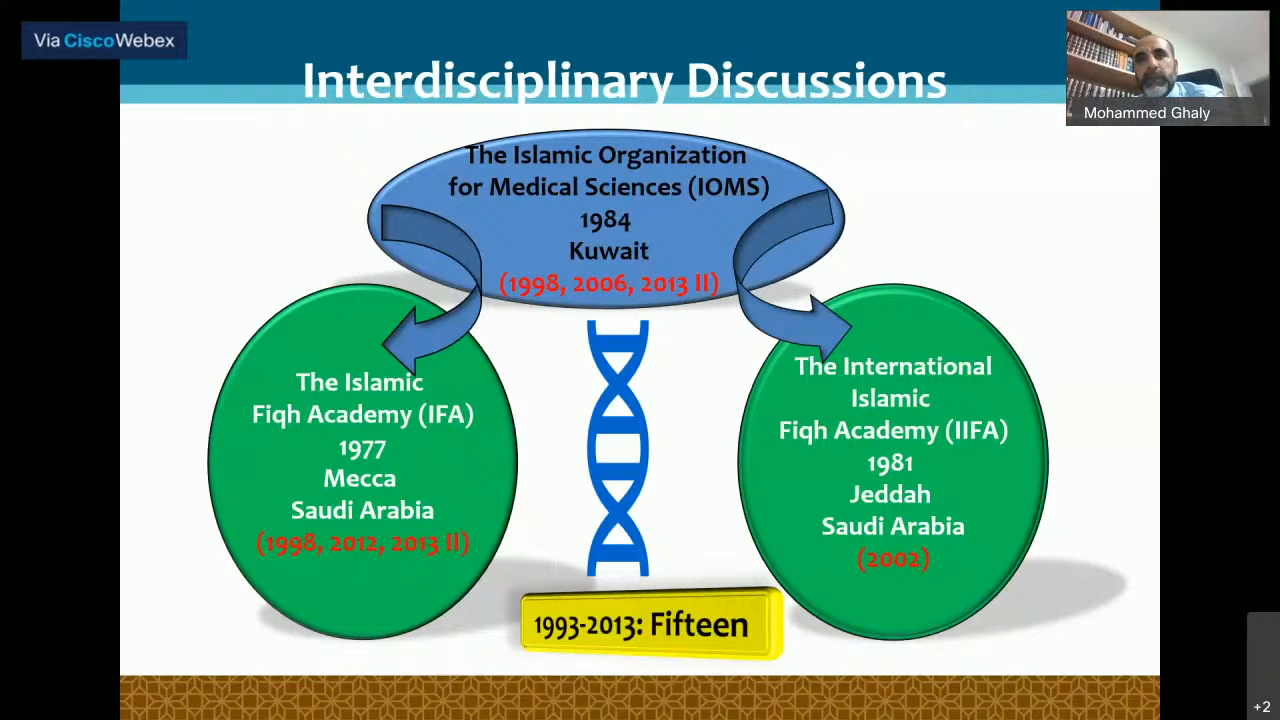 Via CiscoWebex
Interdisciplinary Discussions
Mohammed Ghaly
The Islamic Organization
for Medical Sciences (IOMS)
1984
Kuwait
(1998, 2006, 2013 II)
The Islamic
Fiqh Academy (IFA)
1977
Mecca
Saudi Arabia
(1998, 2012, 2013 II)
The International
Islamic
Fiqh Academy (IIFA)
1981
Jeddah
Saudi Arabia
(2002)
1993-2013: Fifteen
+2